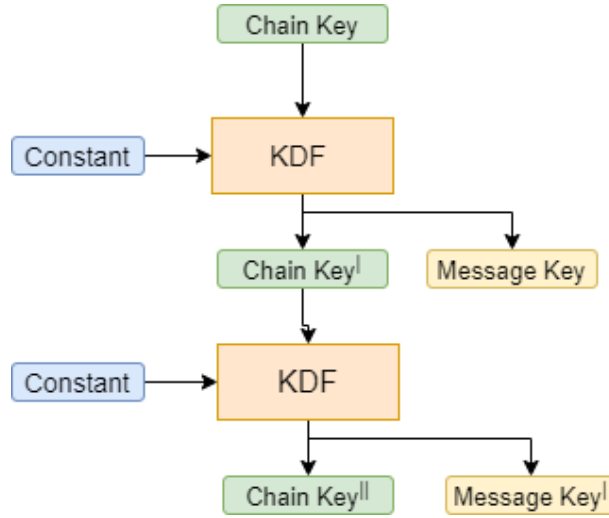 Chain Key
Constant
KDF
Chain Key|
Message Key
Constant
KDF
Chain Key||
Message Key|